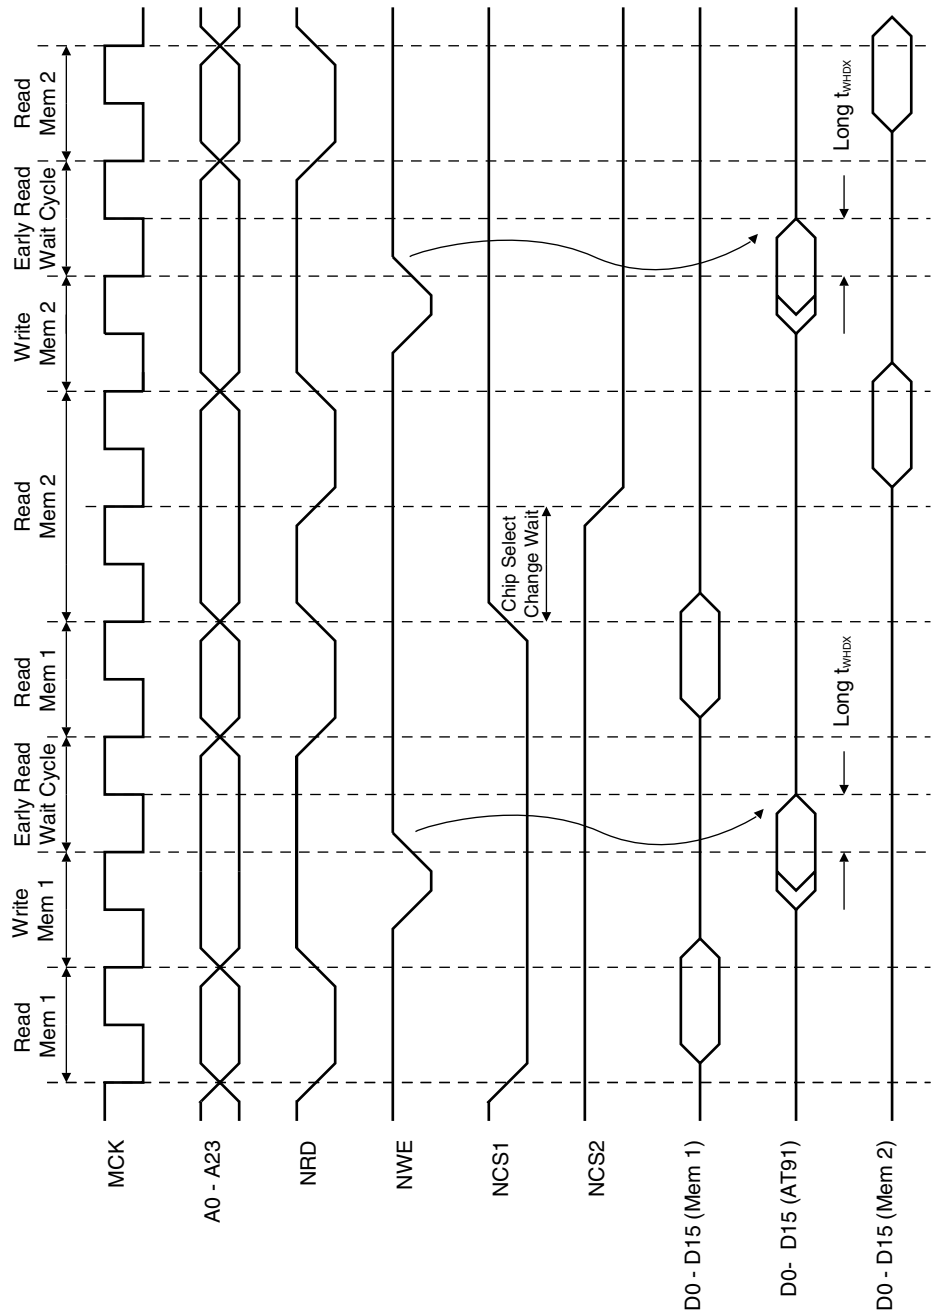 Read
Mem 1
Write
Mem 1
Early Read
Wait Cycle
Read
Mem 1
Read
Mem 2
Write
Mem 2
Early Read
Wait Cycle
Read
Mem 2
MCK
A0 - A23
NRD
NWE
NCS1
Chip Select
Change Wait
NCS2
D0 - D15 (Mem 1)
D0- D15 (AT91)
Long tWHDX
Long tWHDX
D0 - D15 (Mem 2)